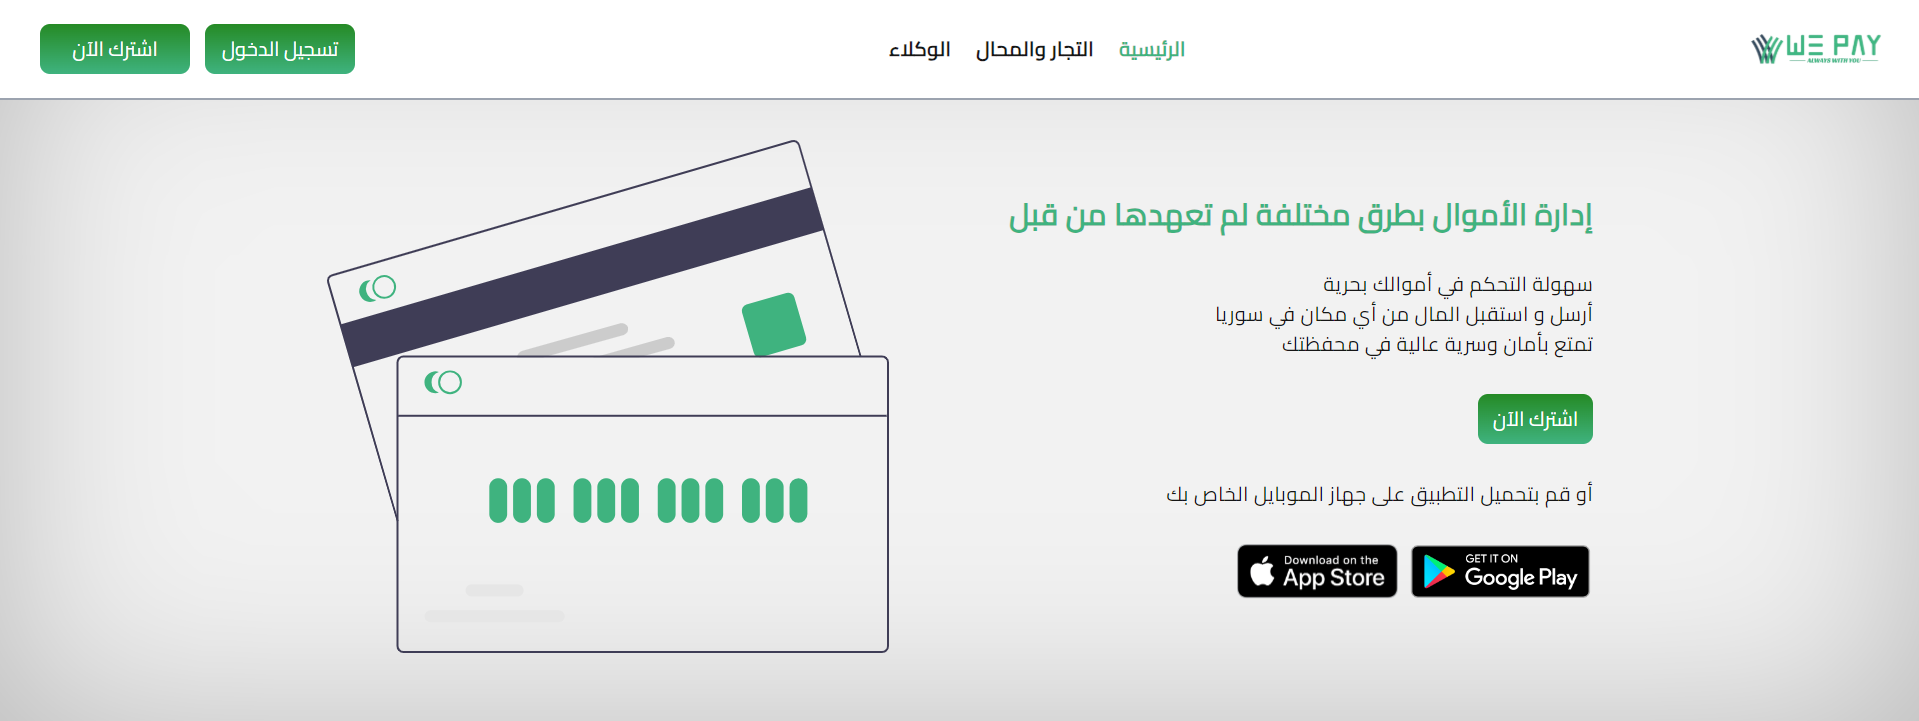 WE PAY
ALWAYS WITH YOU
الرئيسية
التجار والمحال
الوكلاء
تسجيل الدخول
اشترك الآن
إدارة الأموال بطرق مختلفة لم تعهدها من قبل
سهولة التحكم في أموالك بحرية
أرسل و استقبل المال من أي مكان في سوريا
تمتع بأمان وسرية عالية في محفظتك
اشترك الآن
أو قم بتحميل التطبيق على جهاز الموبايل الخاص بك
GET IT ON
Google Play
Download on the
App Store